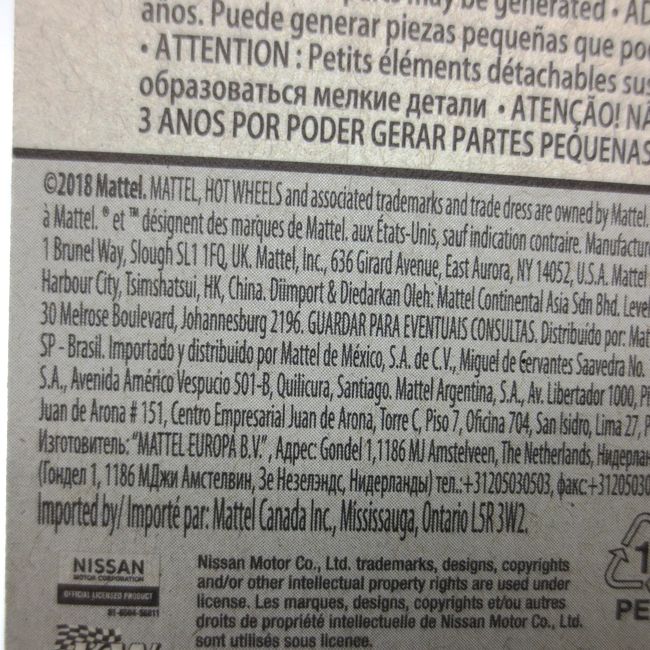 may be generated • AD
años. Puede generar piezas pequeñas que po
• ATTENTION : Petits éléments détachables sus
образоваться мелкие детали • ATENÇÃO! NÃ
3 ANOS POR PODER GERAR PARTES PEQUENAS
©2018 Mattel. MATTEL, HOT WHEELS and associated trademarks and trade dress are owned by Mattel.
à Mattel. ® et ™ désignent des marques de Mattel. aux États-Unis, sauf indication contraire. Manufacture
1 Brunel Way, Slough SL1 1FQ, UK. Mattel, Inc., 636 Girard Avenue, East Aurora, NY 14052, U.S.A. Mattel
Harbour City, Tsimshatsui, HK, China. Diimport & Diedarkan Oleh: Mattel Continental Asia Sdn Bhd. Level
30 Melrose Boulevard, Johannesburg 2196. GUARDAR PARA EVENTUAIS CONSULTAS. Distribuido por: Mat
SP - Brasil. Importado y distribuido por Mattel de México, S.A. de C.V., Miguel de Cervantes Saavedra No.
S.A., Avenida Américo Vespucio 501-B, Quilicura, Santiago. Mattel Argentina, S.A., Av. Libertador 1000, Pi
Juan de Arona # 151, Centro Empresarial Juan de Arona, Torre C, Piso 7, Oficina 704, San Isidro, Lima 27, P
Изготовитель: "MATTEL EUROPA B.V.", Адрес: Gondel 1, 1186 MJ Amstelveen, The Netherlands, Нидерлан
(Гондел 1, 1186 МДжи Амстелвин, Зе Незелэндс, Нидерланды) тел.:+31205030503, факс:+3120503
Imported by/ Importé par: Mattel Canada Inc., Mississauga, Ontario L5R 3W2.
NISSAN
MOTOR CORPORATION
OFFICIAL LICENSED PRODUCT
Nissan Motor Co., Ltd. trademarks, designs, copyrights
and/or other intellectual property rights are used under
license. Les marques, designs, copyrights et/ou autres
droits de propriété intellectuelle de Nissan Motor Co., Ltd.
sont utilisés sous licence.
PE